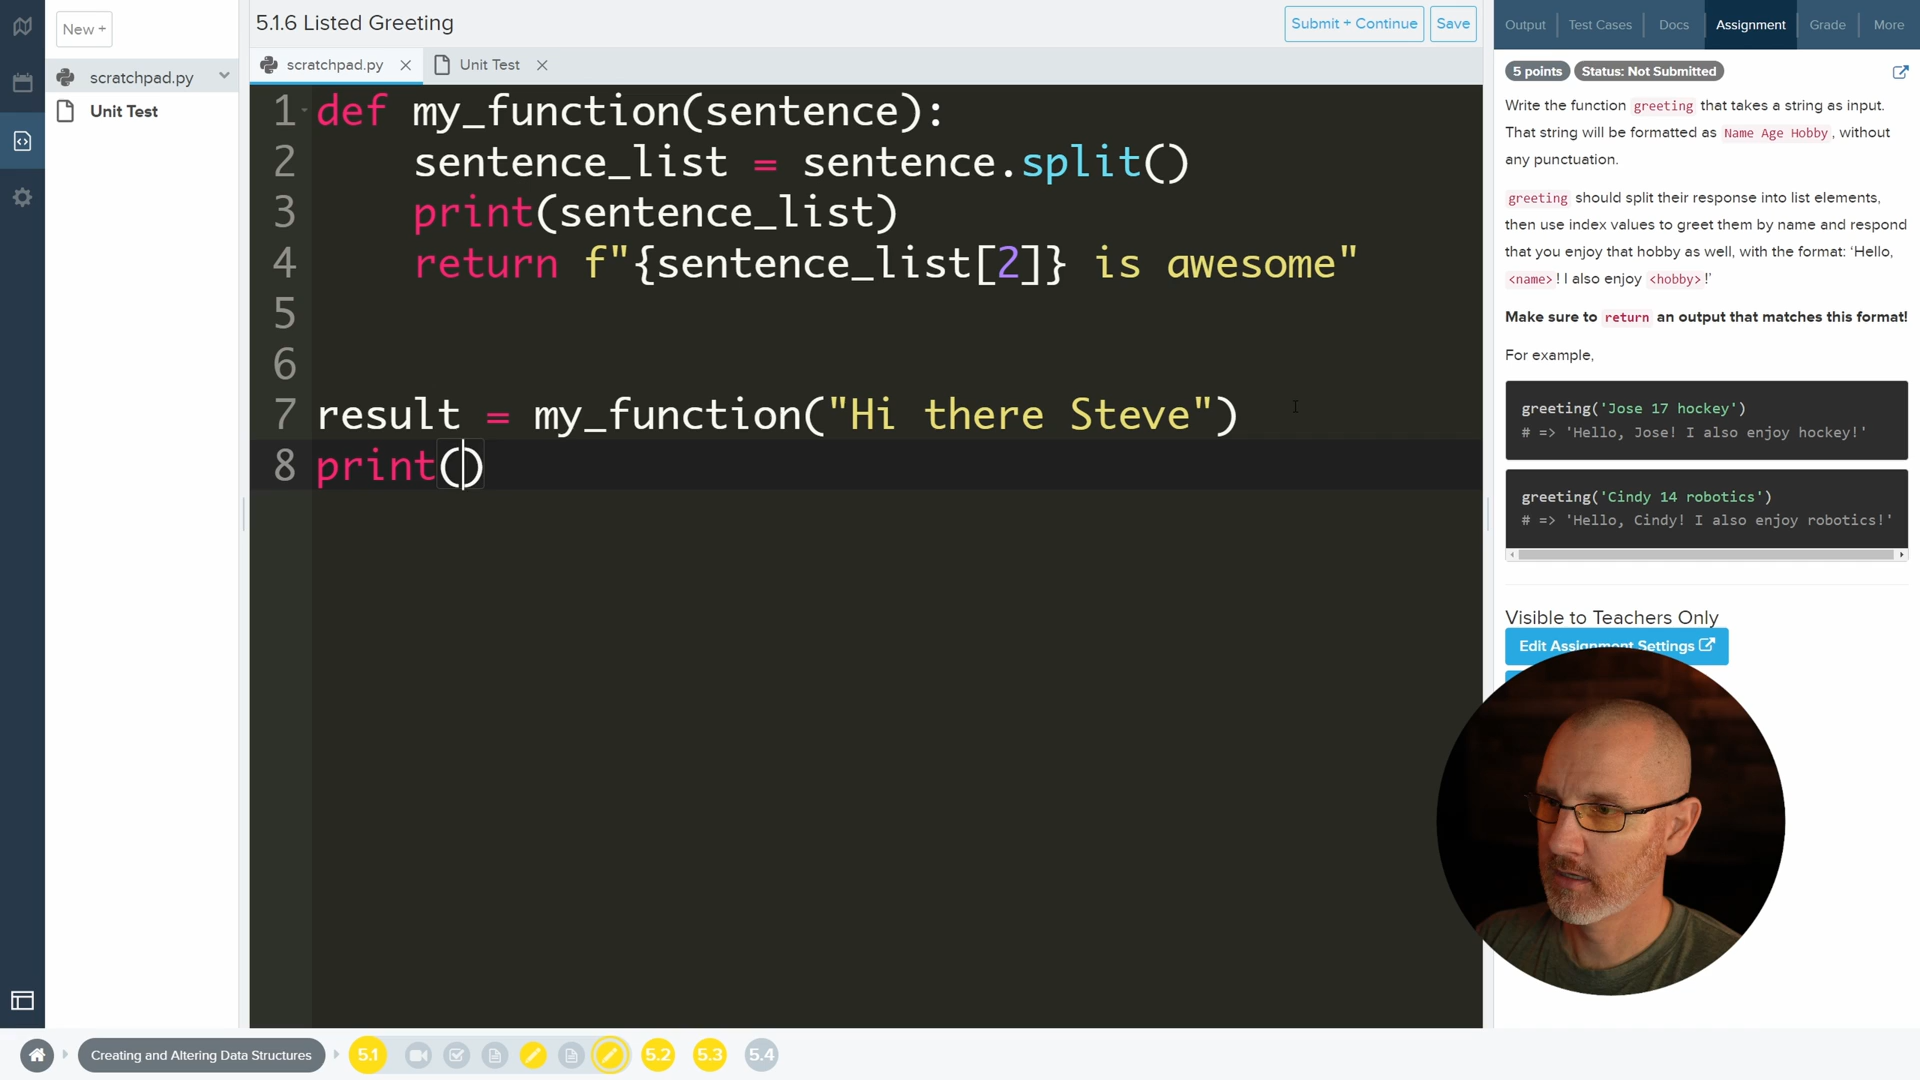 New +
scratchpad.py
Unit Test
5.1.6 Listed Greeting
Submit + Continue
Save
scratchpad.py
Unit Test
1 def my_function(sentence):
2 sentence_list = sentence.split()
3 print(sentence_list)
4 return f"{sentence_list[2]} is awesome"
5
6
7 result = my_function("Hi there Steve")
8 print()
Output
Test Cases
Docs
Assignment
Grade
More
5 points
Status: Not Submitted
Write the function greeting that takes a string as input.
That string will be formatted as Name Age Hobby, without
any punctuation.
greeting should split their response into list elements,
then use index values to greet them by name and respond
that you enjoy that hobby as well, with the format: ‘Hello,
<name>! I also enjoy <hobby>!’
Make sure to return an output that matches this format!
For example,
greeting('Jose 17 hockey')
# => 'Hello, Jose! I also enjoy hockey!'
greeting('Cindy 14 robotics')
# => 'Hello, Cindy! I also enjoy robotics!'
Visible to Teachers Only
Edit Assignment Settings
Creating and Altering Data Structures
5.1
5.2
5.3
5.4